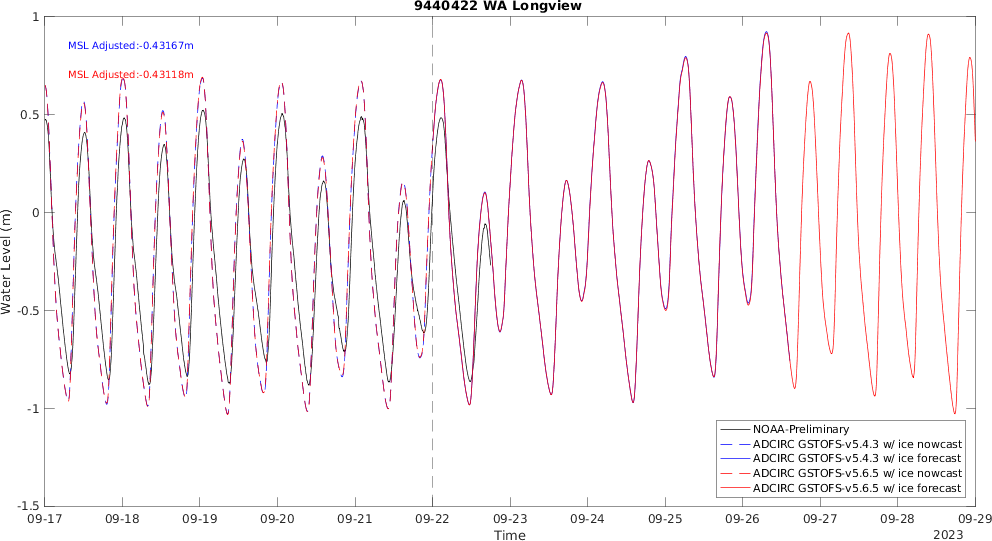 9440422 WA Longview
MSL Adjusted:-0.43167m
MSL Adjusted:-0.43118m
1
0.5
0
-0.5
-1
-1.5
Water Level (m)
NOAA-Preliminary
ADCIRC GSTOFS-v5.4.3 w/ ice nowcast
ADCIRC GSTOFS-v5.4.3 w/ ice forecast
ADCIRC GSTOFS-v5.6.5 w/ ice nowcast
ADCIRC GSTOFS-v5.6.5 w/ ice forecast
09-17 09-18 09-19 09-20 09-21 09-22 09-23 09-24 09-25 09-26 09-27 09-28 09-29
Time
2023